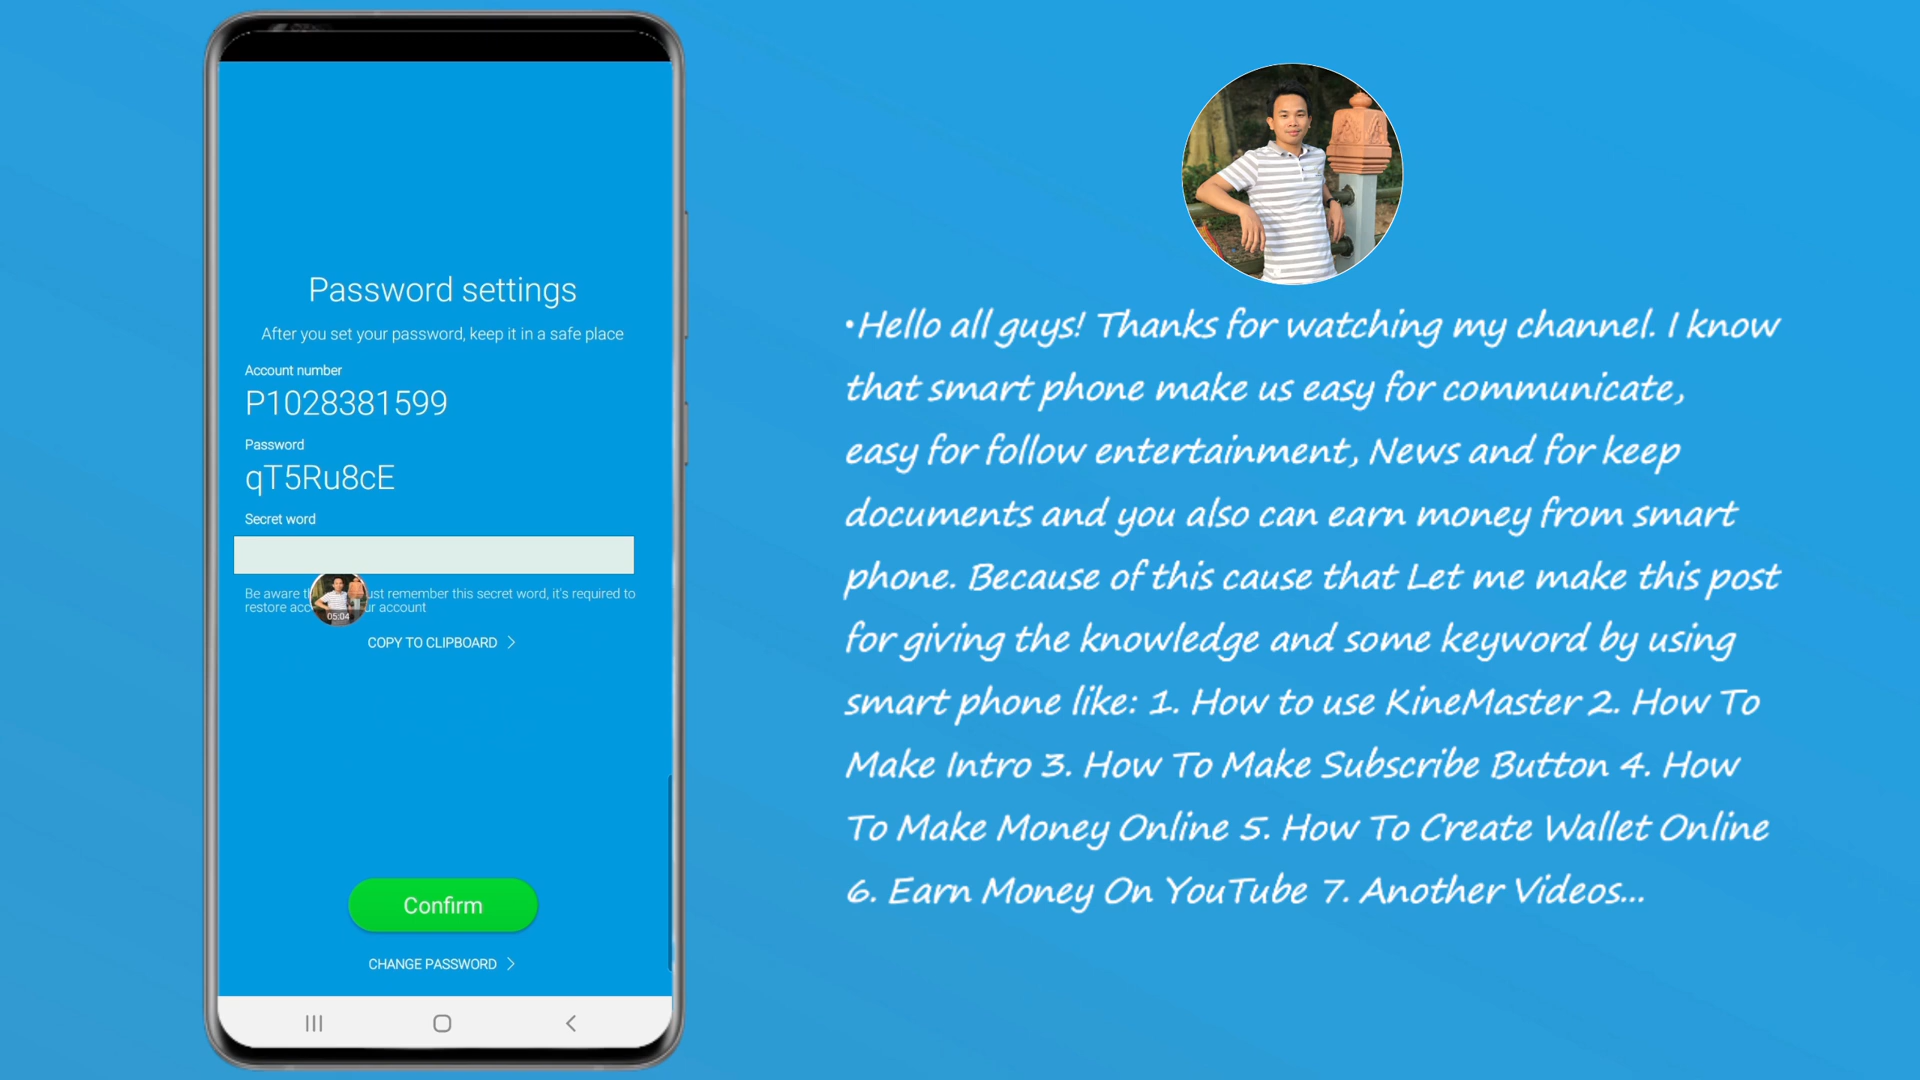 Password settings
After you set your password, keep it in a safe place
Account number
P1028381599
Password
qT5Ru8cE
Secret word
Be aware ust remember this secret word, it's required to
restore ur account
05:04
COPY TO CLIPBOARD
Confirm
CHANGE PASSWORD
•Hello all guys! Thanks for watching my channel. I know
that smart phone make us easy for communicate,
easy for follow entertainment, News and for keep
documents and you also can earn money from smart
phone. Because of this cause that Let me make this post
for giving the knowledge and some keyword by using
smart phone like: 1. How to use KineMaster 2. How To
Make Intro 3. How To Make Subscribe Button 4. How
To Make Money Online 5. How To Create Wallet Online
6. Earn Money On YouTube 7. Another Videos...